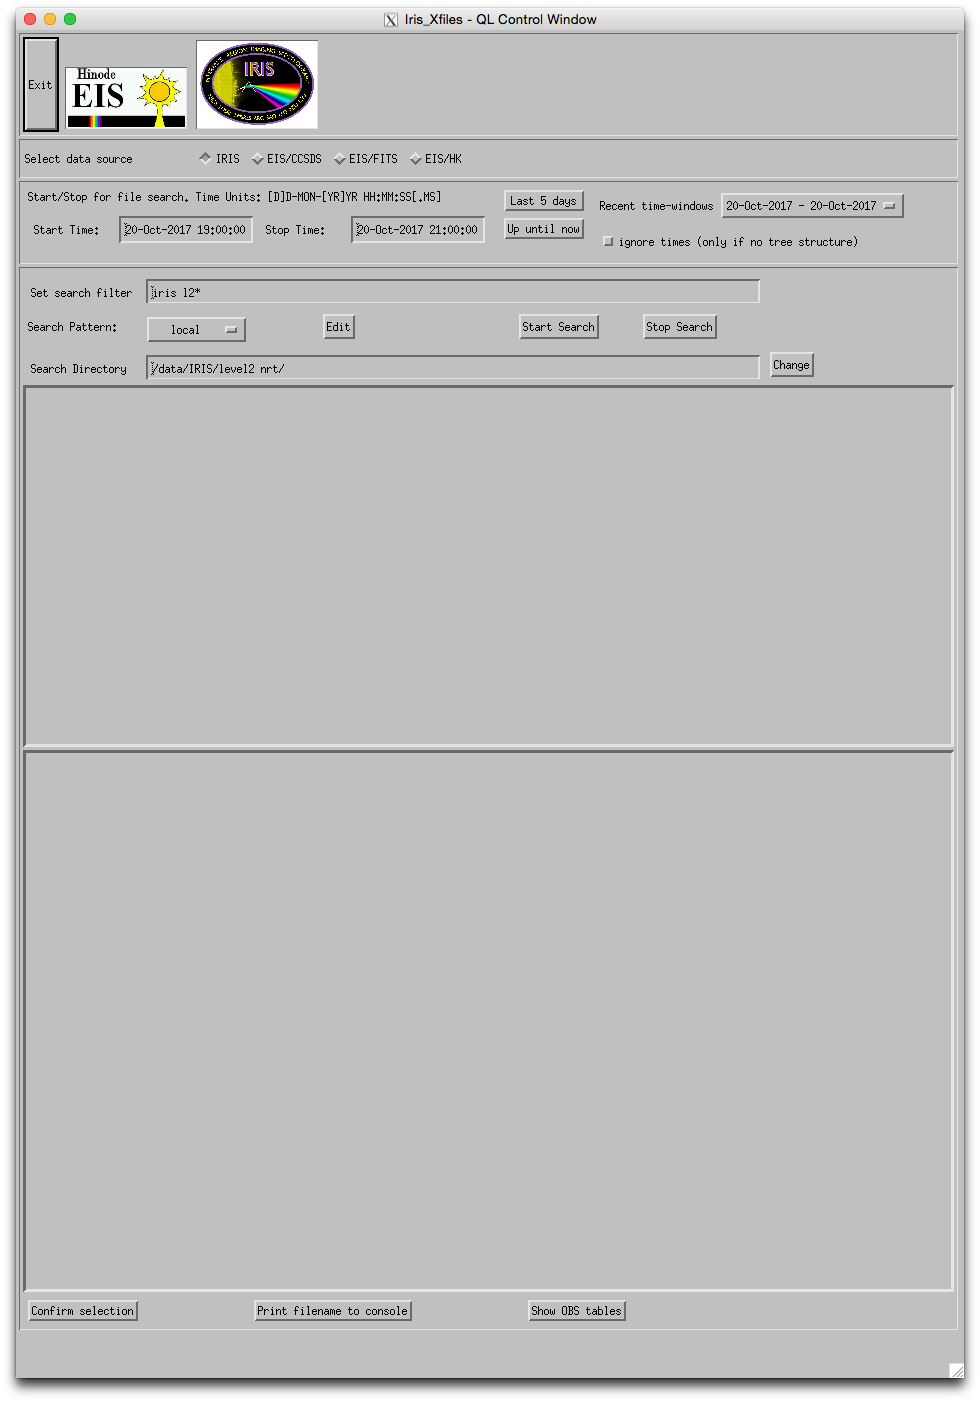 Iris_Xfiles - QL Control Window
Exit
Hinode
EIS
IRIS
Select data source
IRIS
EIS/CCSDS
EIS/FITS
EIS/HK
Start/Stop for file search. Time Units: [D]D-MON-[YR]YR HH:MM:SS[.MS]
Last 5 days
Recent time-windows
20-Oct-2017 - 20-Oct-2017
Start Time:
20-Oct-2017 19:00:00
Stop Time:
20-Oct-2017 21:00:00
Up until now
ignore times (only if no tree structure)
Set search filter
iris l2*
Search Pattern:
local
Edit
Start Search
Stop Search
Search Directory
/data/IRIS/level2 nrt/
Change
Confirm selection
Print filename to console
Show OBS tables